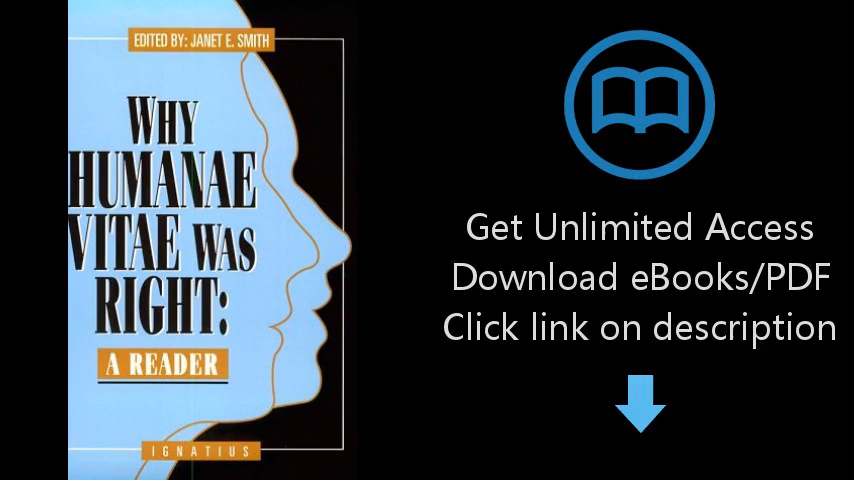 EDITED BY: JANET E. SMITH
WHY
HUMANAE
VITAE WAS
RIGHT:
A READER
IGNATIUS
Get Unlimited Access
Download eBooks/PDF
Click link on description